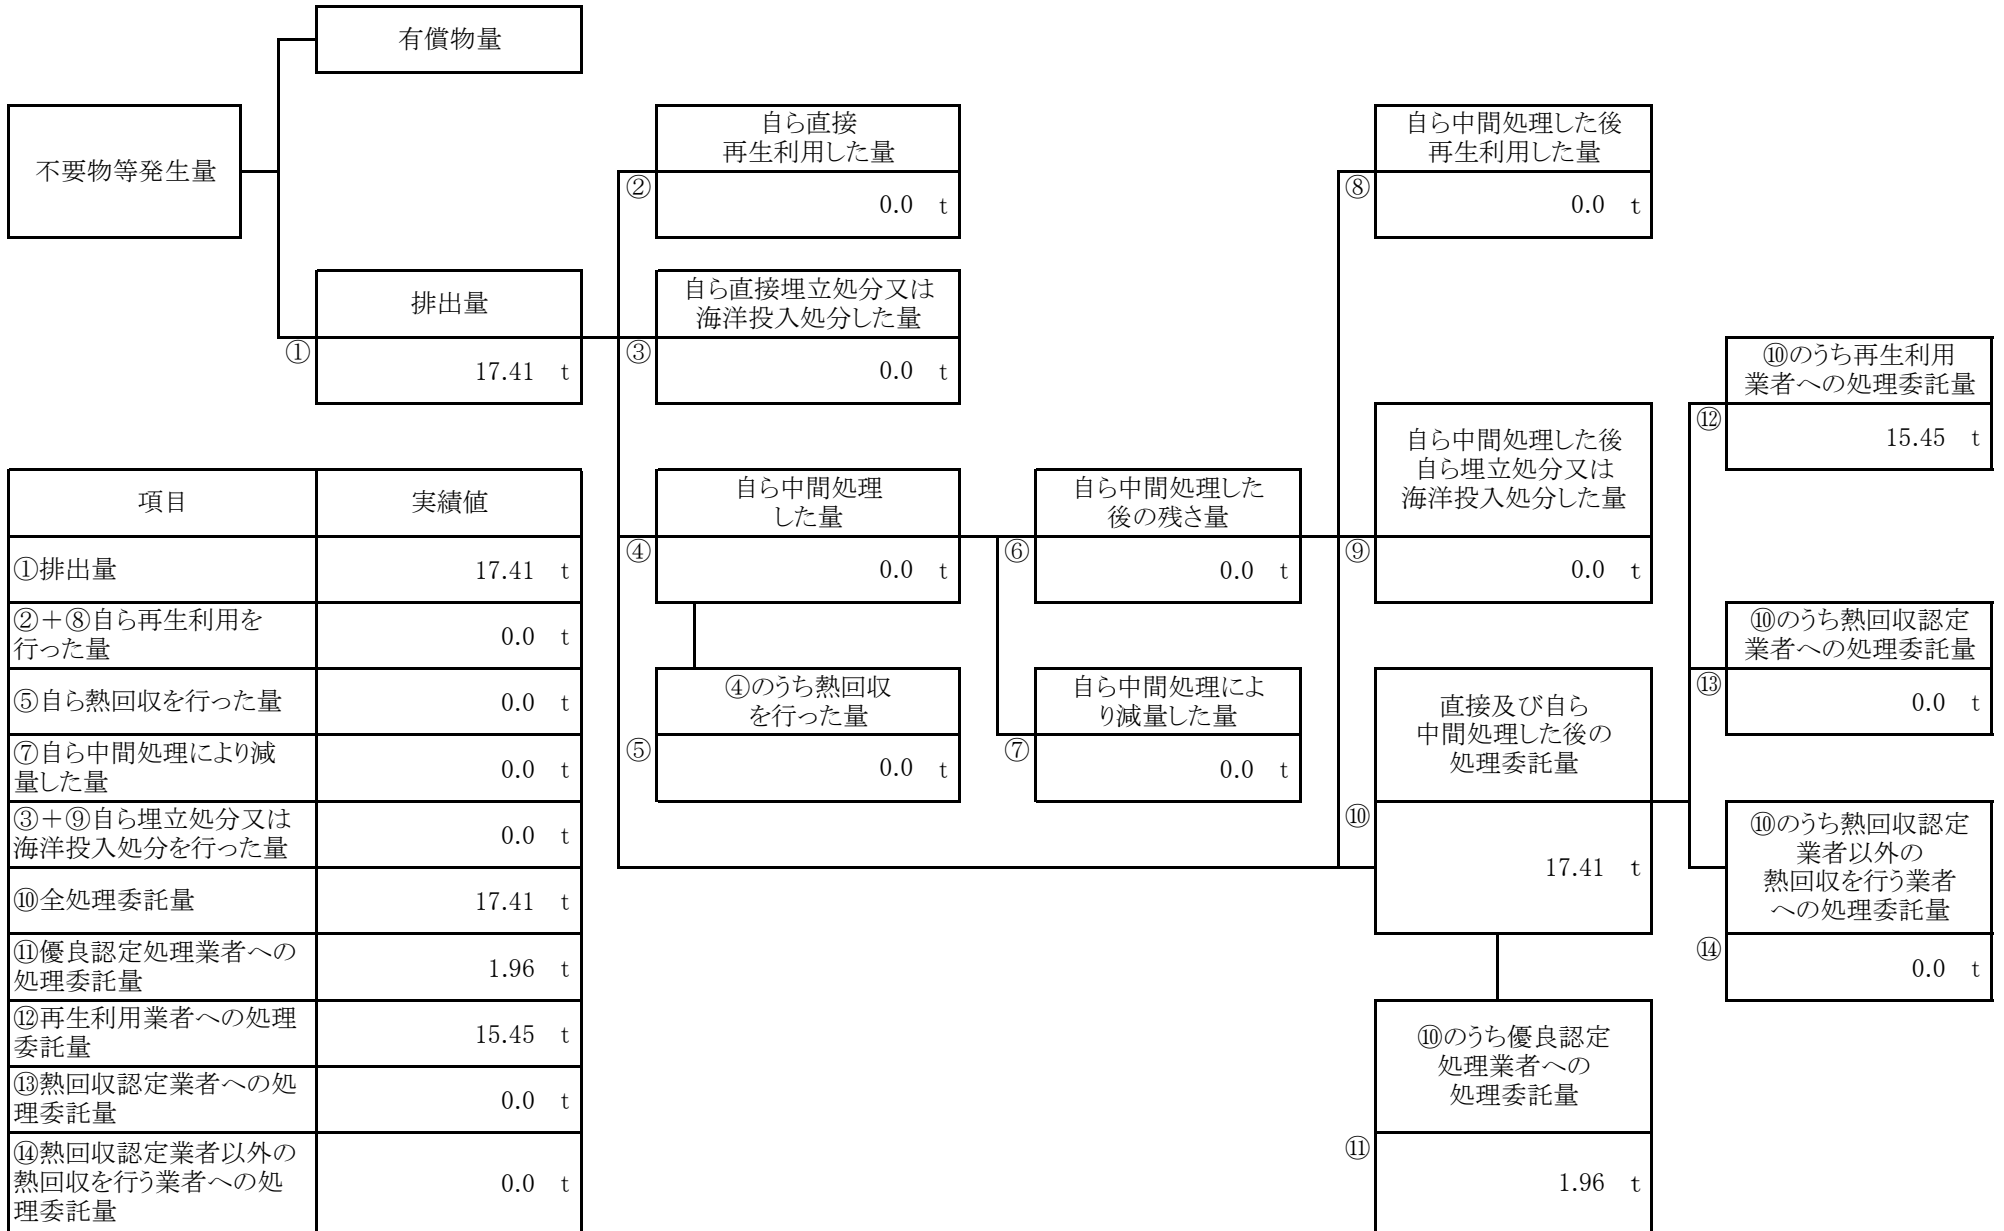 有償物量
不要物等発生量
自ら直接
再生利用した量
②
0.0 t
自ら中間処理した後
再生利用した量
⑧
0.0 t
排出量
①
17.41 t
自ら直接埋立処分又は
海洋投入処分した量
③
0.0 t
⑩のうち再生利用
業者への処理委託量
⑫
15.45 t
自ら中間処理
した量
④
0.0 t
自ら中間処理した
後の残さ量
⑥
0.0 t
自ら中間処理した後
自ら埋立処分又は
海洋投入処分した量
⑨
0.0 t
⑩のうち熱回収認定
業者への処理委託量
⑬
0.0 t
④のうち熱回収
を行った量
⑤
0.0 t
自ら中間処理によ
り減量した量
⑦
0.0 t
直接及び自ら
中間処理した後の
処理委託量
⑩
17.41 t
⑩のうち熱回収認定
業者以外の
熱回収を行う業者
への処理委託量
⑭
0.0 t
⑩のうち優良認定
処理業者への
処理委託量
⑪
1.96 t
項目 実績値
①排出量 17.41 t
②＋⑧自ら再生利用を
行った量 0.0 t
⑤自ら熱回収を行った量 0.0 t
⑦自ら中間処理により減
量した量 0.0 t
③＋⑨自ら埋立処分又は
海洋投入処分を行った量 0.0 t
⑩全処理委託量 17.41 t
⑪優良認定処理業者への
処理委託量 1.96 t
⑫再生利用業者への処理
委託量 15.45 t
⑬熱回収認定業者への処
理委託量 0.0 t
⑭熱回収認定業者以外の
熱回収を行う業者への処
理委託量 0.0 t